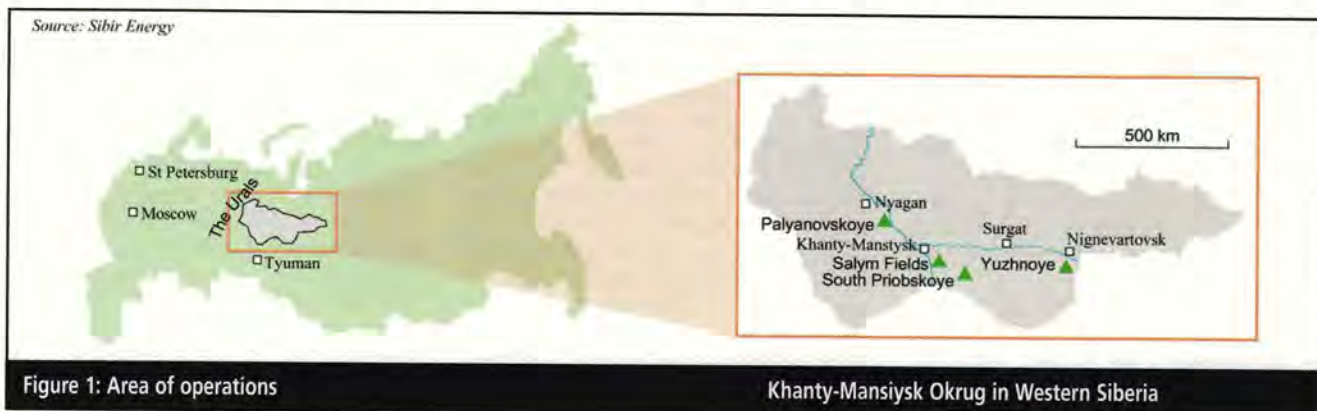 Source: Sibir Energy
St Petersburg
The Urals
Moscow
Tyuman
500 km
Nyagan
Palyanovskoye
Surgat
Khanty-Manstysk
Nignevartovsk
Salym Fields
Yuzhnoye
South Priobskoye
Figure 1: Area of operations
Khanty-Mansiysk Okrug in Western Siberia